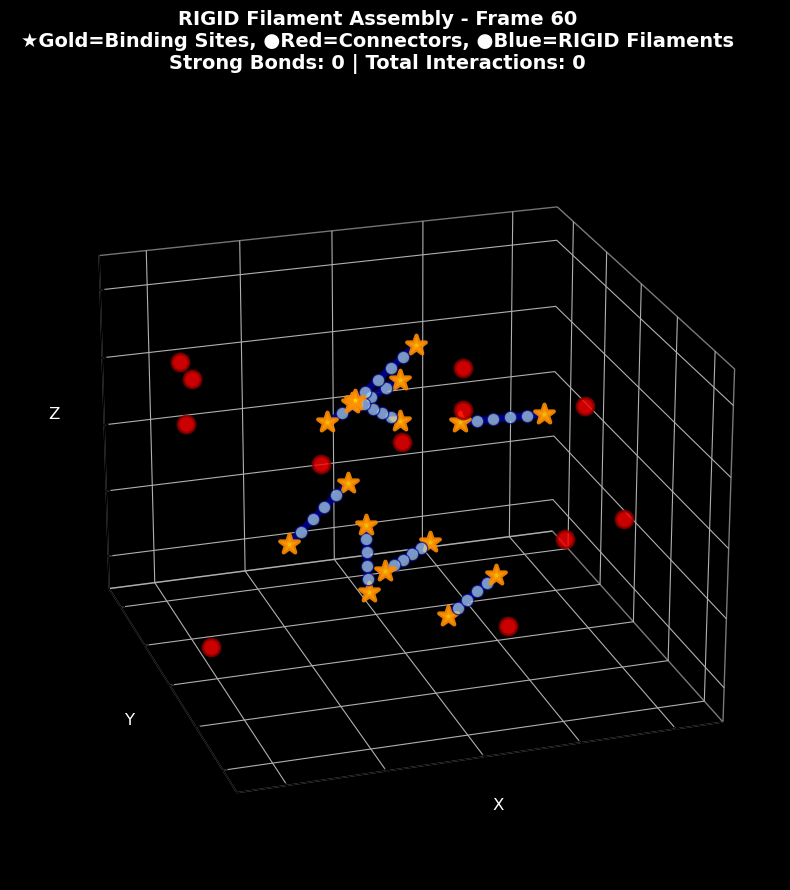 RIGID Filament Assembly - Frame 60
★Gold=Binding Sites, ●Red=Connectors, ●Blue=RIGID Filaments
Strong Bonds: 0 | Total Interactions: 0
Z
Y
X